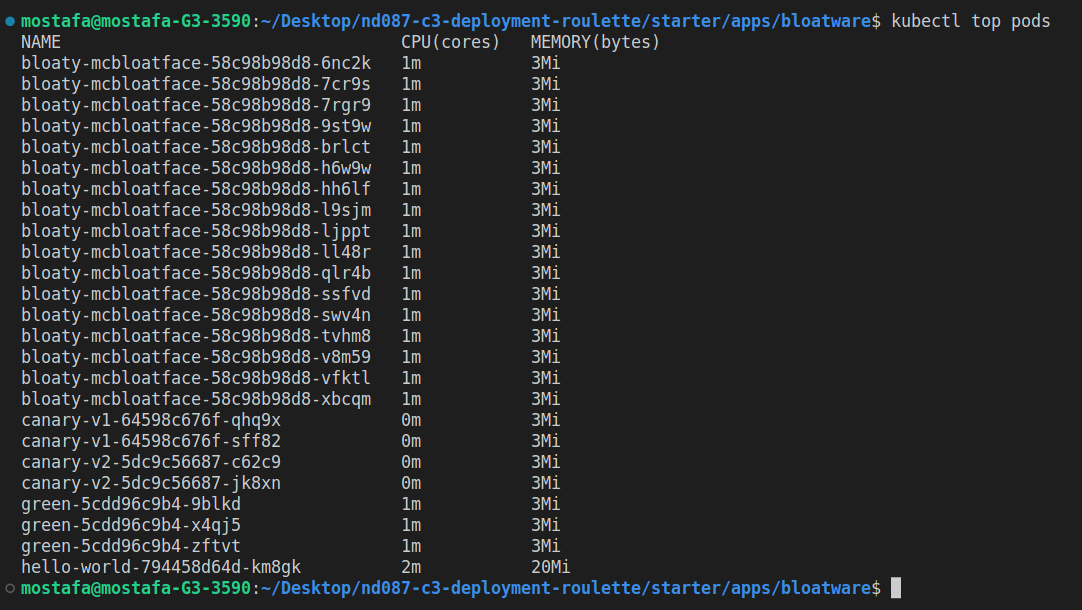 mostafa@mostafa-G3-3590:~/Desktop/nd087-c3-deployment-roulette/starter/apps/bloatware$ kubectl top pods
NAME CPU(cores) MEMORY(bytes)
bloaty-mcbloatface-58c98b98d8-6nc2k 1m 3Mi
bloaty-mcbloatface-58c98b98d8-7cr9s 1m 3Mi
bloaty-mcbloatface-58c98b98d8-7rgr9 1m 3Mi
bloaty-mcbloatface-58c98b98d8-9st9w 1m 3Mi
bloaty-mcbloatface-58c98b98d8-brlct 1m 3Mi
bloaty-mcbloatface-58c98b98d8-h6w9w 1m 3Mi
bloaty-mcbloatface-58c98b98d8-hh6lf 1m 3Mi
bloaty-mcbloatface-58c98b98d8-l9sjm 1m 3Mi
bloaty-mcbloatface-58c98b98d8-ljppt 1m 3Mi
bloaty-mcbloatface-58c98b98d8-ll48r 1m 3Mi
bloaty-mcbloatface-58c98b98d8-qlr4b 1m 3Mi
bloaty-mcbloatface-58c98b98d8-ssfvd 1m 3Mi
bloaty-mcbloatface-58c98b98d8-swv4n 1m 3Mi
bloaty-mcbloatface-58c98b98d8-tvhm8 1m 3Mi
bloaty-mcbloatface-58c98b98d8-v8m59 1m 3Mi
bloaty-mcbloatface-58c98b98d8-vfktl 1m 3Mi
bloaty-mcbloatface-58c98b98d8-xbcqm 1m 3Mi
canary-v1-64598c676f-qhq9x 0m 3Mi
canary-v1-64598c676f-sff82 0m 3Mi
canary-v2-5dc9c56687-c62c9 0m 3Mi
canary-v2-5dc9c56687-jk8xn 0m 3Mi
green-5cdd96c9b4-9blkd 1m 3Mi
green-5cdd96c9b4-x4qj5 1m 3Mi
green-5cdd96c9b4-zftvt 1m 3Mi
hello-world-794458d64d-km8gk 2m 20Mi
mostafa@mostafa-G3-3590:~/Desktop/nd087-c3-deployment-roulette/starter/apps/bloatware$